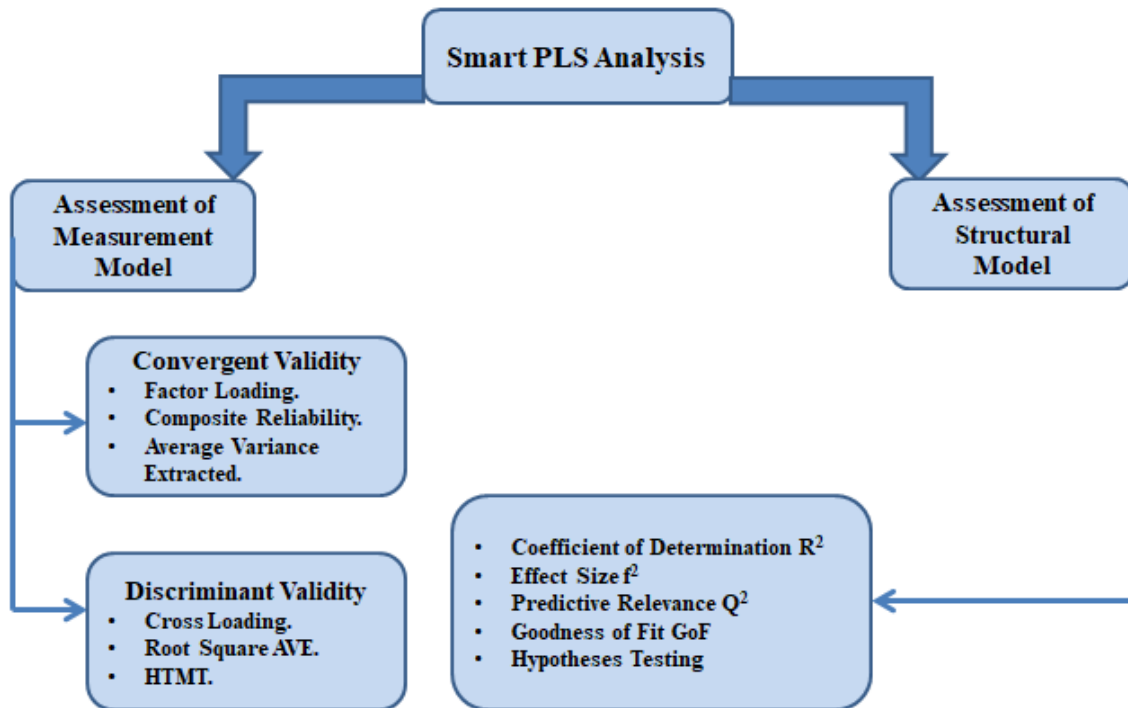 Smart PLS Analysis
Assessment of
Measurement
Model
Assessment of
Structural
Model
Convergent Validity
• Factor Loading.
• Composite Reliability.
• Average Variance
Extracted.
Discriminant Validity
• Cross Loading.
• Root Square AVE.
• HTMT.
• Coefficient of Determination R²
• Effect Size f²
• Predictive Relevance Q²
• Goodness of Fit GoF
• Hypotheses Testing